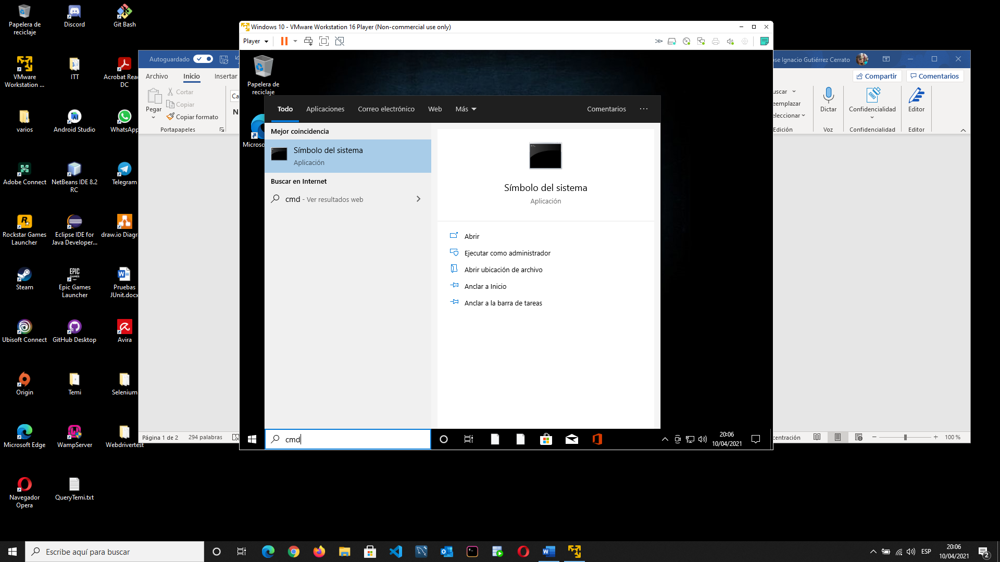 Papelera de
reciclaje
Discord
Git Bash
VMware
Workstation ...
ITT
Acrobat Rea
DC
varios
Android Studio
WhatsApp
Adobe Connect
NetBeans IDE 8.2
RC
Telegram
Rockstar Games
Launcher
Eclipse IDE for
Java Developer...
draw.io Diagr
Steam
Epic Games
Launcher
Pruebas
JUnit.docx
Ubisoft Connect
GitHub Desktop
Avira
Origin
Temi
Selenium
Microsoft Edge
WampServer
Webdrivertest
Navegador
Opera
QueryTemi.txt
Autoguardado
Archivo
Inicio
Insertar
Pegar
Cortar
Copiar
Copiar formato
Portapapeles
Ca
N
Página 1 de 2
294 palabras
Windows 10 - VMware Workstation 16 Player (Non-commercial use only)
Player
Papelera de
reciclaje
Microso
Todo
Aplicaciones
Correo electrónico
Web
Más
Comentarios
Mejor coincidencia
Símbolo del sistema
Aplicación
Buscar en Internet
cmd - Ver resultados web
Símbolo del sistema
Aplicación
Abrir
Ejecutar como administrador
Abrir ubicación de archivo
Anclar a Inicio
Anclar a la barra de tareas
cmd
20:06
10/04/2021
ose Ignacio Gutiérrez Cerrato
Compartir
Comentarios
uscar
eemplazar
eleccionar
Edición
Dictar
Voz
Confidencialidad
Confidencialidad
Editor
Editor
centración
100 %
Escribe aquí para buscar
ESP
20:06
10/04/2021
2